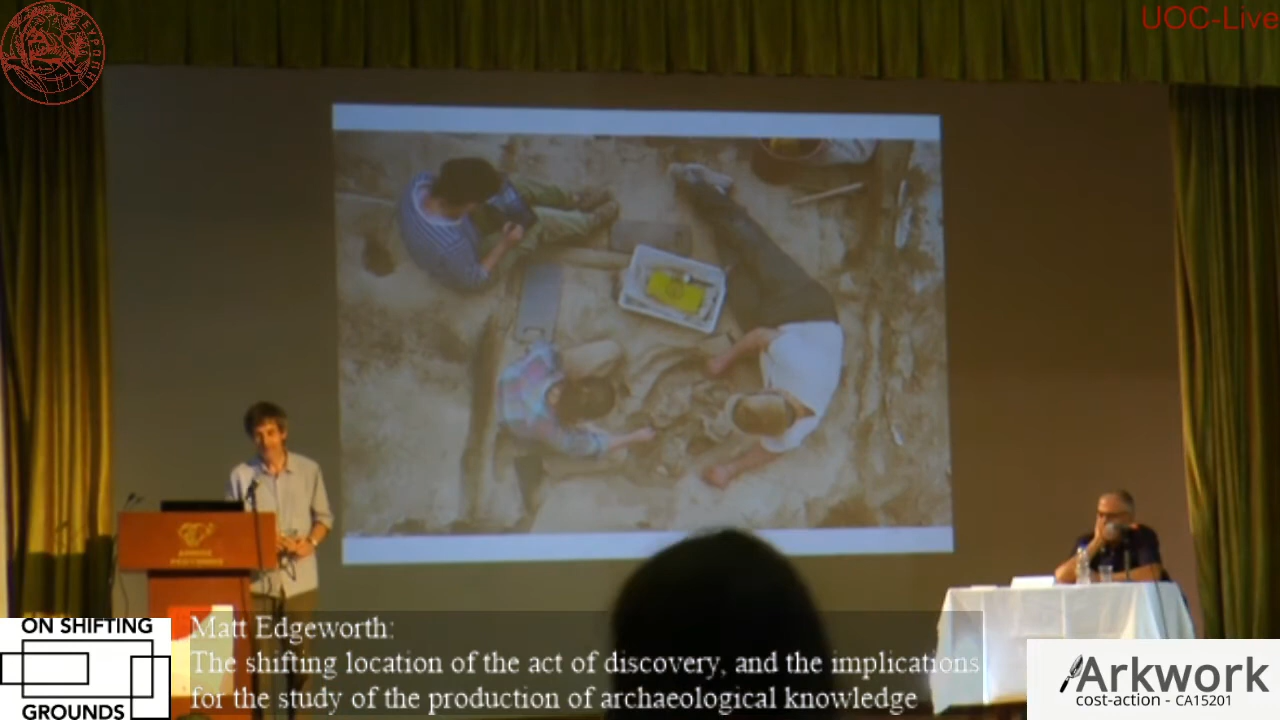 UOC-Live
Matt Edgeworth:
The shifting location of the act of discovery, and the implications
for the study of the production of archaeological knowledge
ON SHIFTING
GROUNDS
Arkwork
cost-action - CA15201